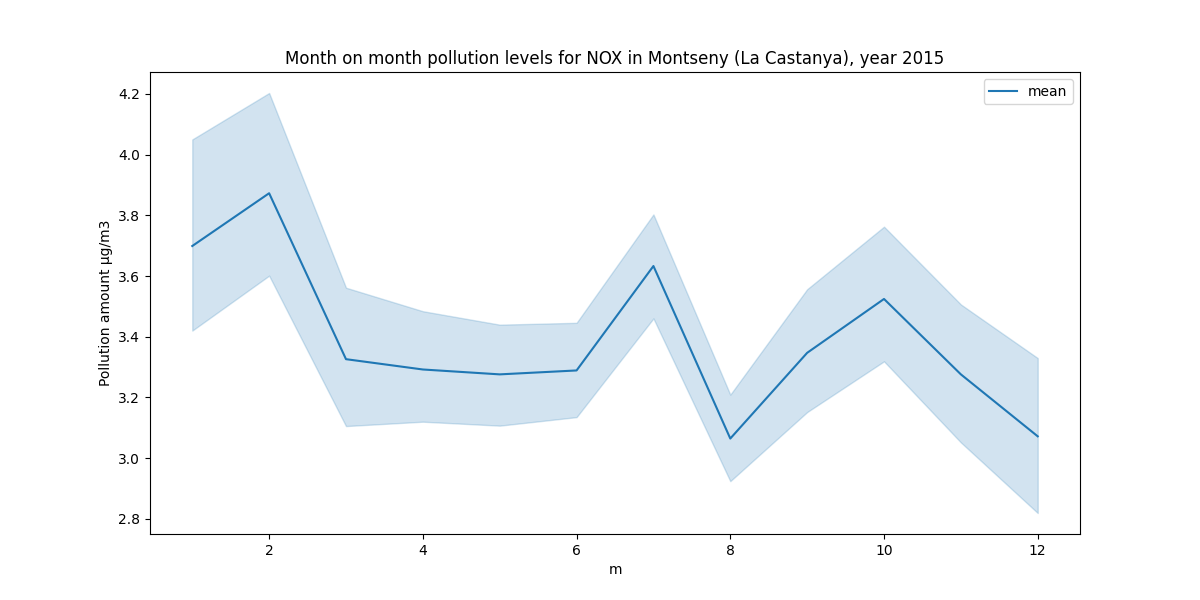 Month on month pollution levels for NOX in Montseny (La Castanya), year 2015
mean
Pollution amount µg/m3
4.2
4.0
3.8
3.6
3.4
3.2
3.0
2.8
2 4 6 8 10 12
m